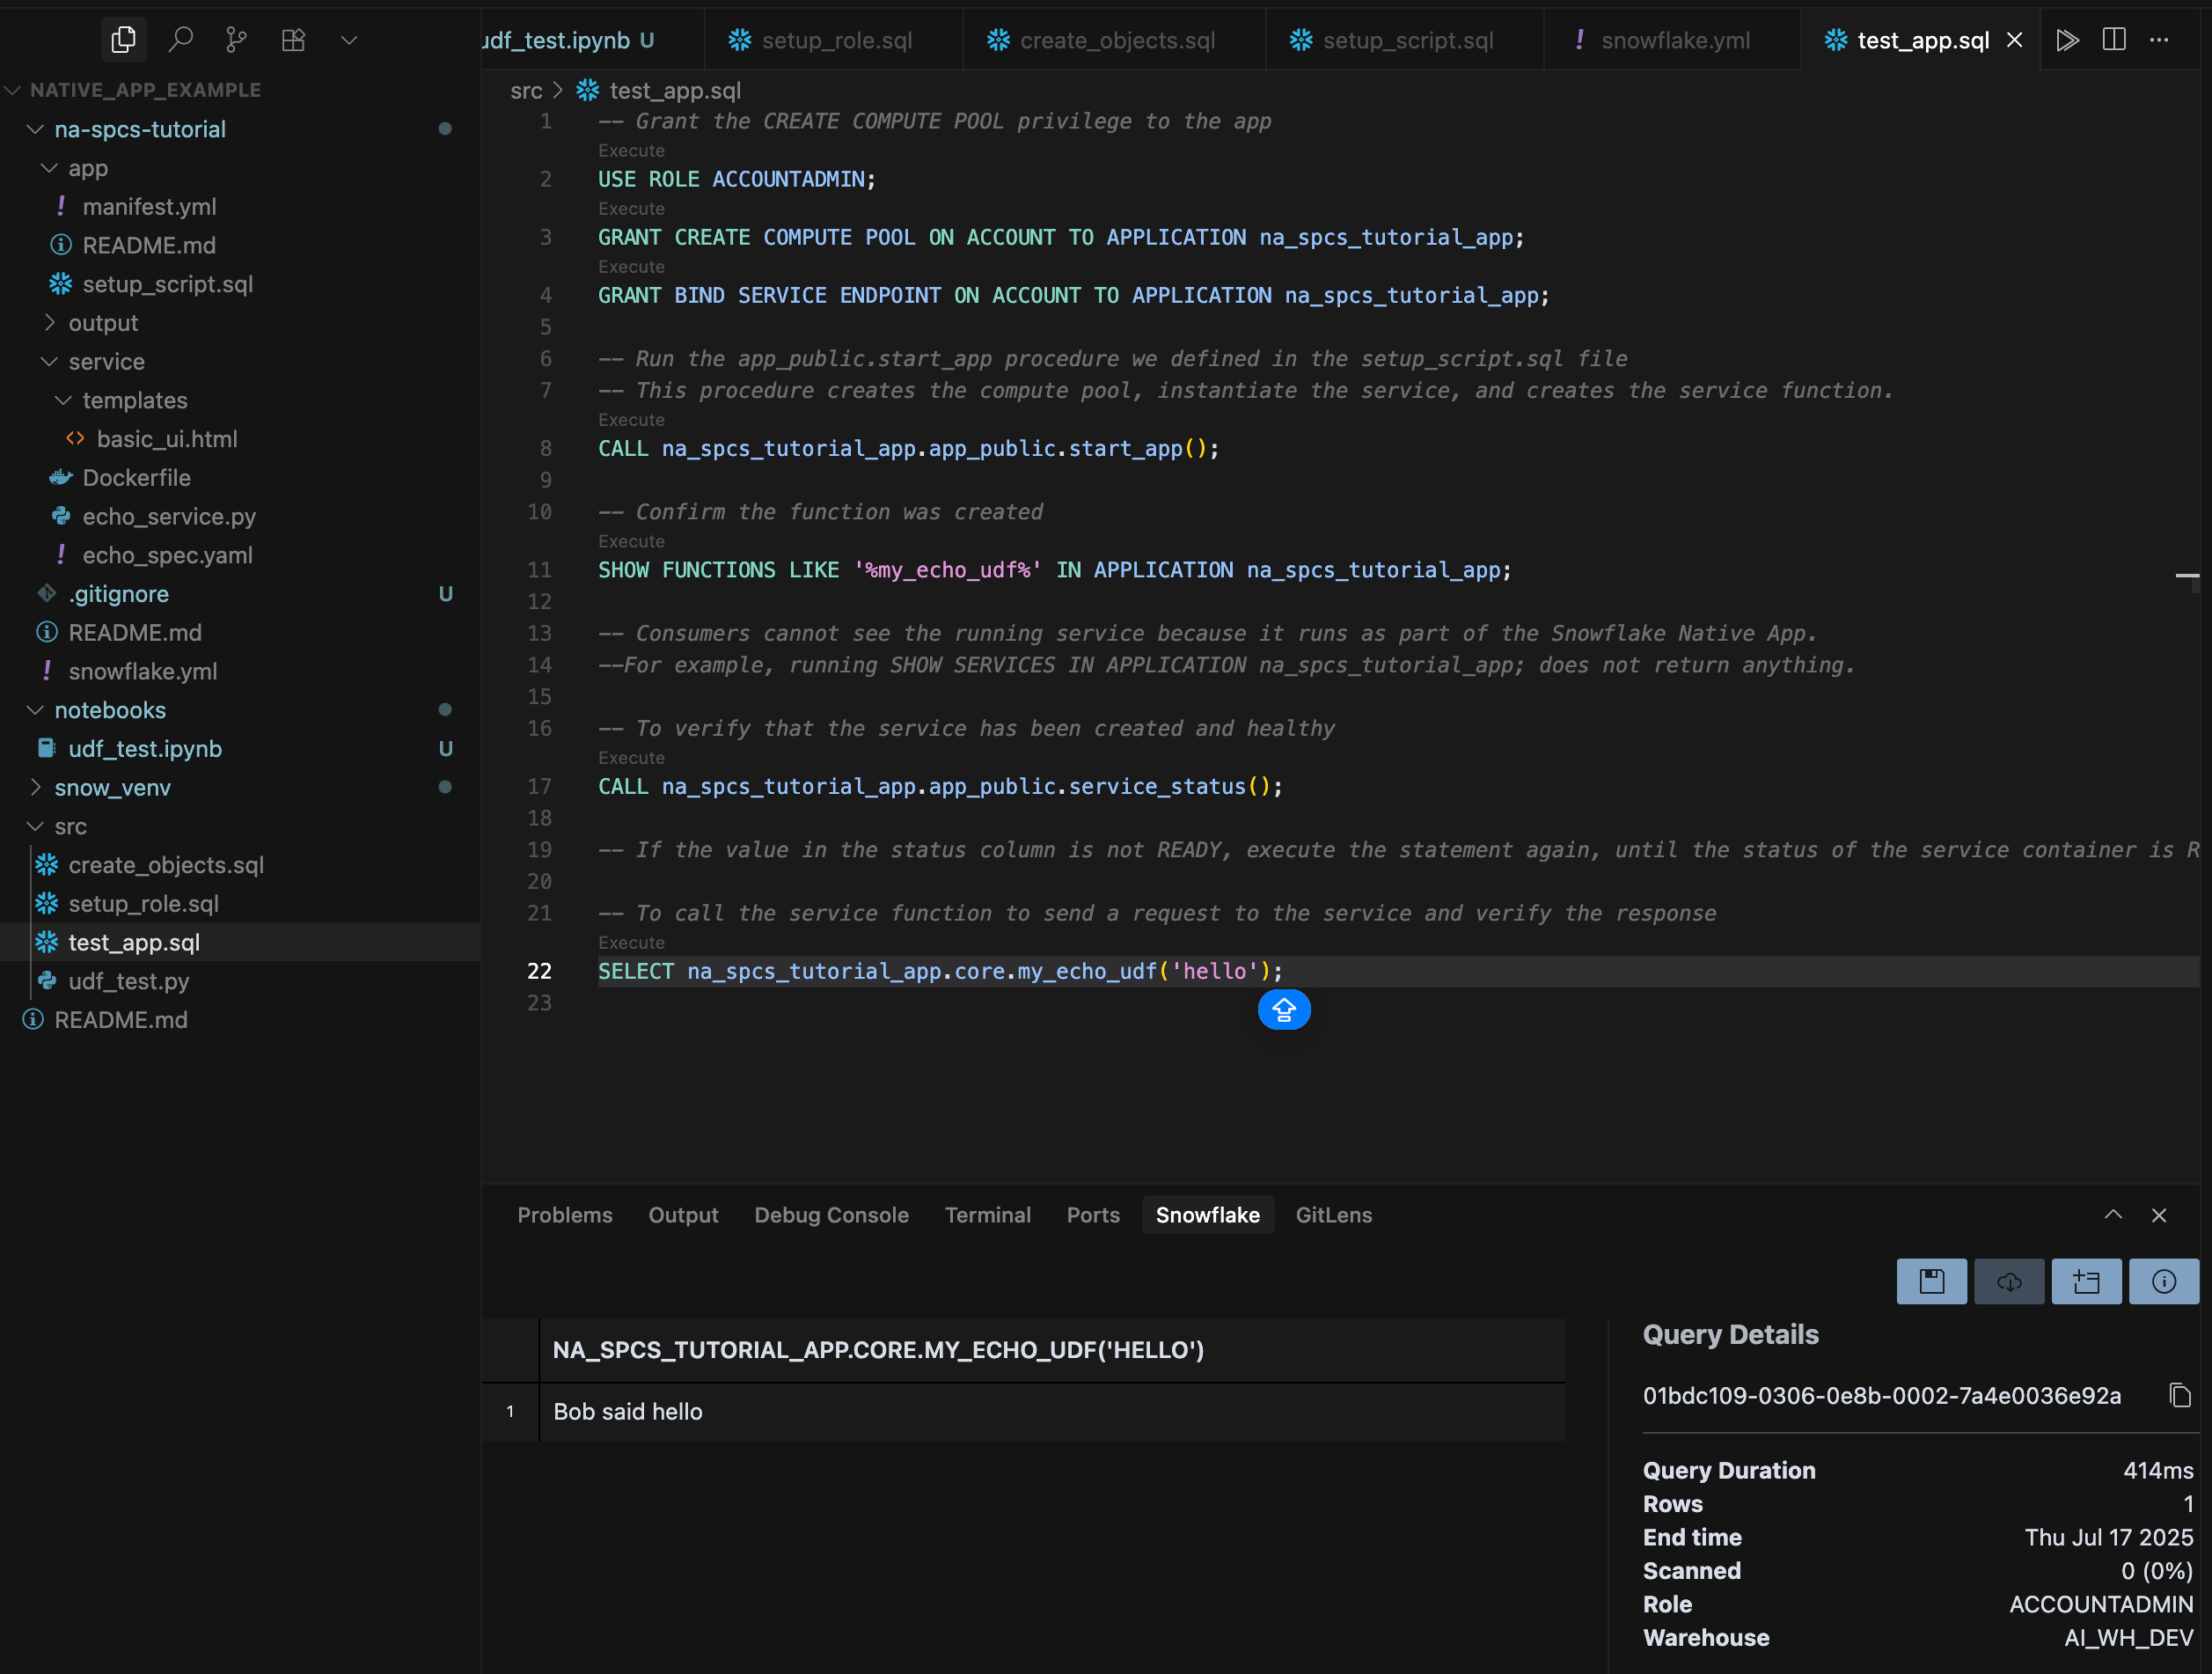 NATIVE_APP_EXAMPLE
na-spcs-tutorial
app
! manifest.yml
README.md
setup_script.sql
output
service
templates
<> basic_ui.html
Dockerfile
echo_service.py
! echo_spec.yaml
.gitignore U
README.md
! snowflake.yml
notebooks
udf_test.ipynb U
snow_venv
src
create_objects.sql
setup_role.sql
test_app.sql
udf_test.py
README.md
udf_test.ipynb U setup_role.sql create_objects.sql setup_script.sql ! snowflake.yml test_app.sql
src > test_app.sql
1 -- Grant the CREATE COMPUTE POOL privilege to the app
Execute
2 USE ROLE ACCOUNTADMIN;
Execute
3 GRANT CREATE COMPUTE POOL ON ACCOUNT TO APPLICATION na_spcs_tutorial_app;
Execute
4 GRANT BIND SERVICE ENDPOINT ON ACCOUNT TO APPLICATION na_spcs_tutorial_app;
5
6 -- Run the app_public.start_app procedure we defined in the setup_script.sql file
7 -- This procedure creates the compute pool, instantiate the service, and creates the service function.
Execute
8 CALL na_spcs_tutorial_app.app_public.start_app();
9
10 -- Confirm the function was created
Execute
11 SHOW FUNCTIONS LIKE '%my_echo_udf%' IN APPLICATION na_spcs_tutorial_app;
12
13 -- Consumers cannot see the running service because it runs as part of the Snowflake Native App.
14 --For example, running SHOW SERVICES IN APPLICATION na_spcs_tutorial_app; does not return anything.
15
16 -- To verify that the service has been created and healthy
Execute
17 CALL na_spcs_tutorial_app.app_public.service_status();
18
19 -- If the value in the status column is not READY, execute the statement again, until the status of the service container is R
20
21 -- To call the service function to send a request to the service and verify the response
Execute
22 SELECT na_spcs_tutorial_app.core.my_echo_udf('hello');
23
Problems Output Debug Console Terminal Ports Snowflake GitLens
NA_SPCS_TUTORIAL_APP.CORE.MY_ECHO_UDF('HELLO')
1 Bob said hello
Query Details
01bdc109-0306-0e8b-0002-7a4e0036e92a
Query Duration 414ms
Rows 1
End time Thu Jul 17 2025
Scanned 0 (0%)
Role ACCOUNTADMIN
Warehouse AI_WH_DEV